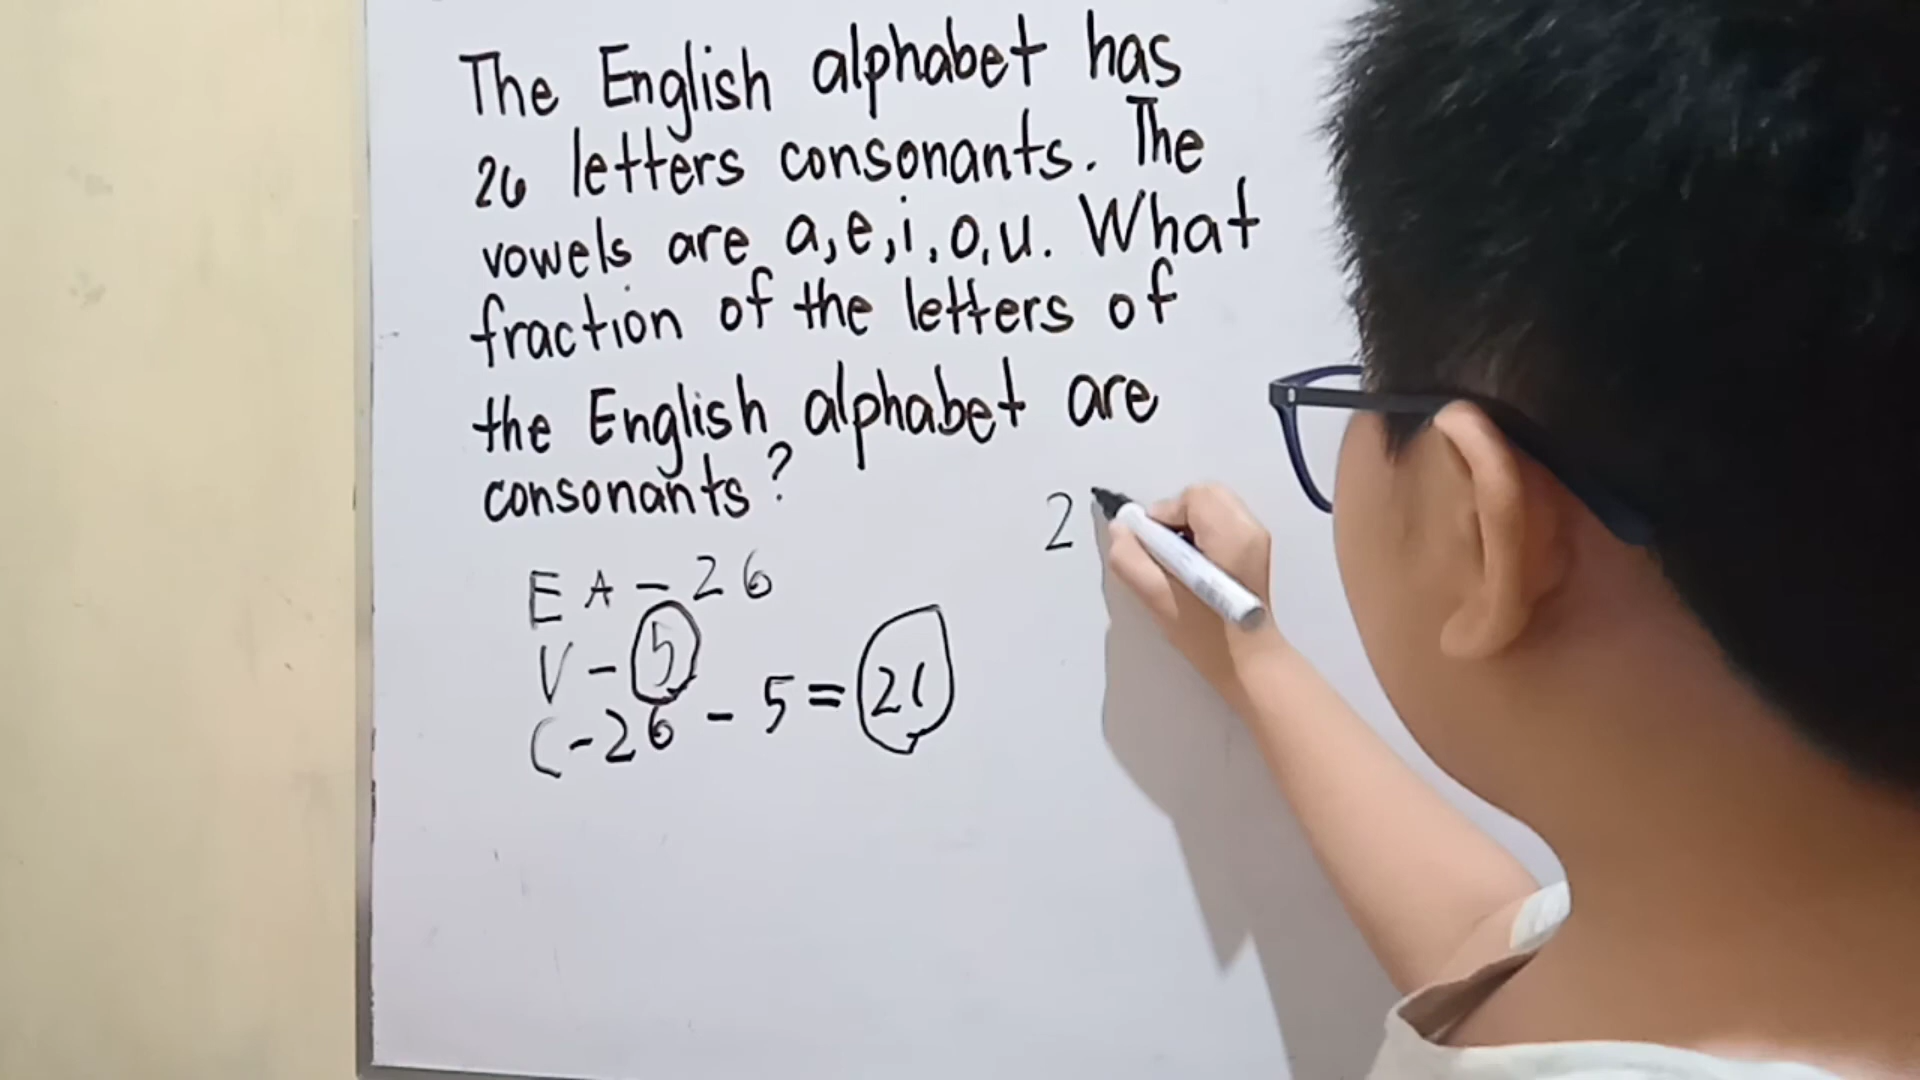 The English alphabet has
26 letters consonants. The
vowels are a, e, i, o, u. What
fraction of the letters of
the English alphabet are
consonants?
2
E A - 26
V - 5
C - 26 - 5 = 21